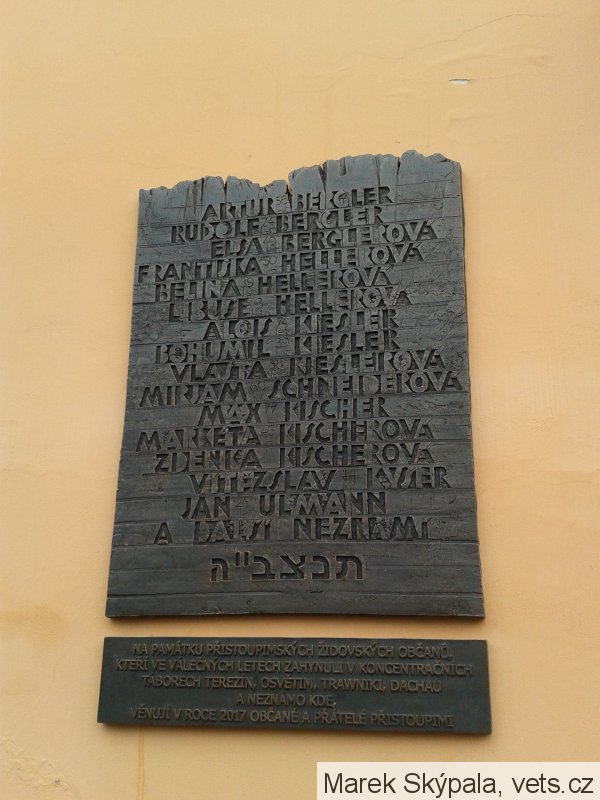 ARTUR BERGLER
RUDOLF BERGLER
ELSA BERGLEROVÁ
FRANTIŠKA HELLEROVÁ
BELINA HELLEROVÁ
LIBUŠE HELLEROVÁ
ALOIS KIESLER
BOHUMIL KIESLER
VLASTA KIESLEROVÁ
MIRJAM SCHNEIDEROVÁ
MAX KISCHER
MARKÉTA KISCHEROVÁ
ZDENKA KISCHEROVÁ
VÍTĚZSLAV
JAN ULMANN
A DALŠÍ NEZNÁMÍ
תנצב"ה
NA PAMÁTKU PŘISTOUPIMSKÝCH ŽIDOVSKÝCH OBČANŮ,
KTEŘÍ VE VÁLEČNÝCH LETECH ZAHYNULI V KONCENTRAČNÍCH
TÁBORECH TEREZÍN, OSVĚTIM, TRAWNIKI, DACHAU
A NEZNÁMO KDE,
VĚNUJÍ V ROCE 2017 OBČANÉ A PŘÁTELÉ PŘISTOUPIMI
Marek Skýpala, vets.cz